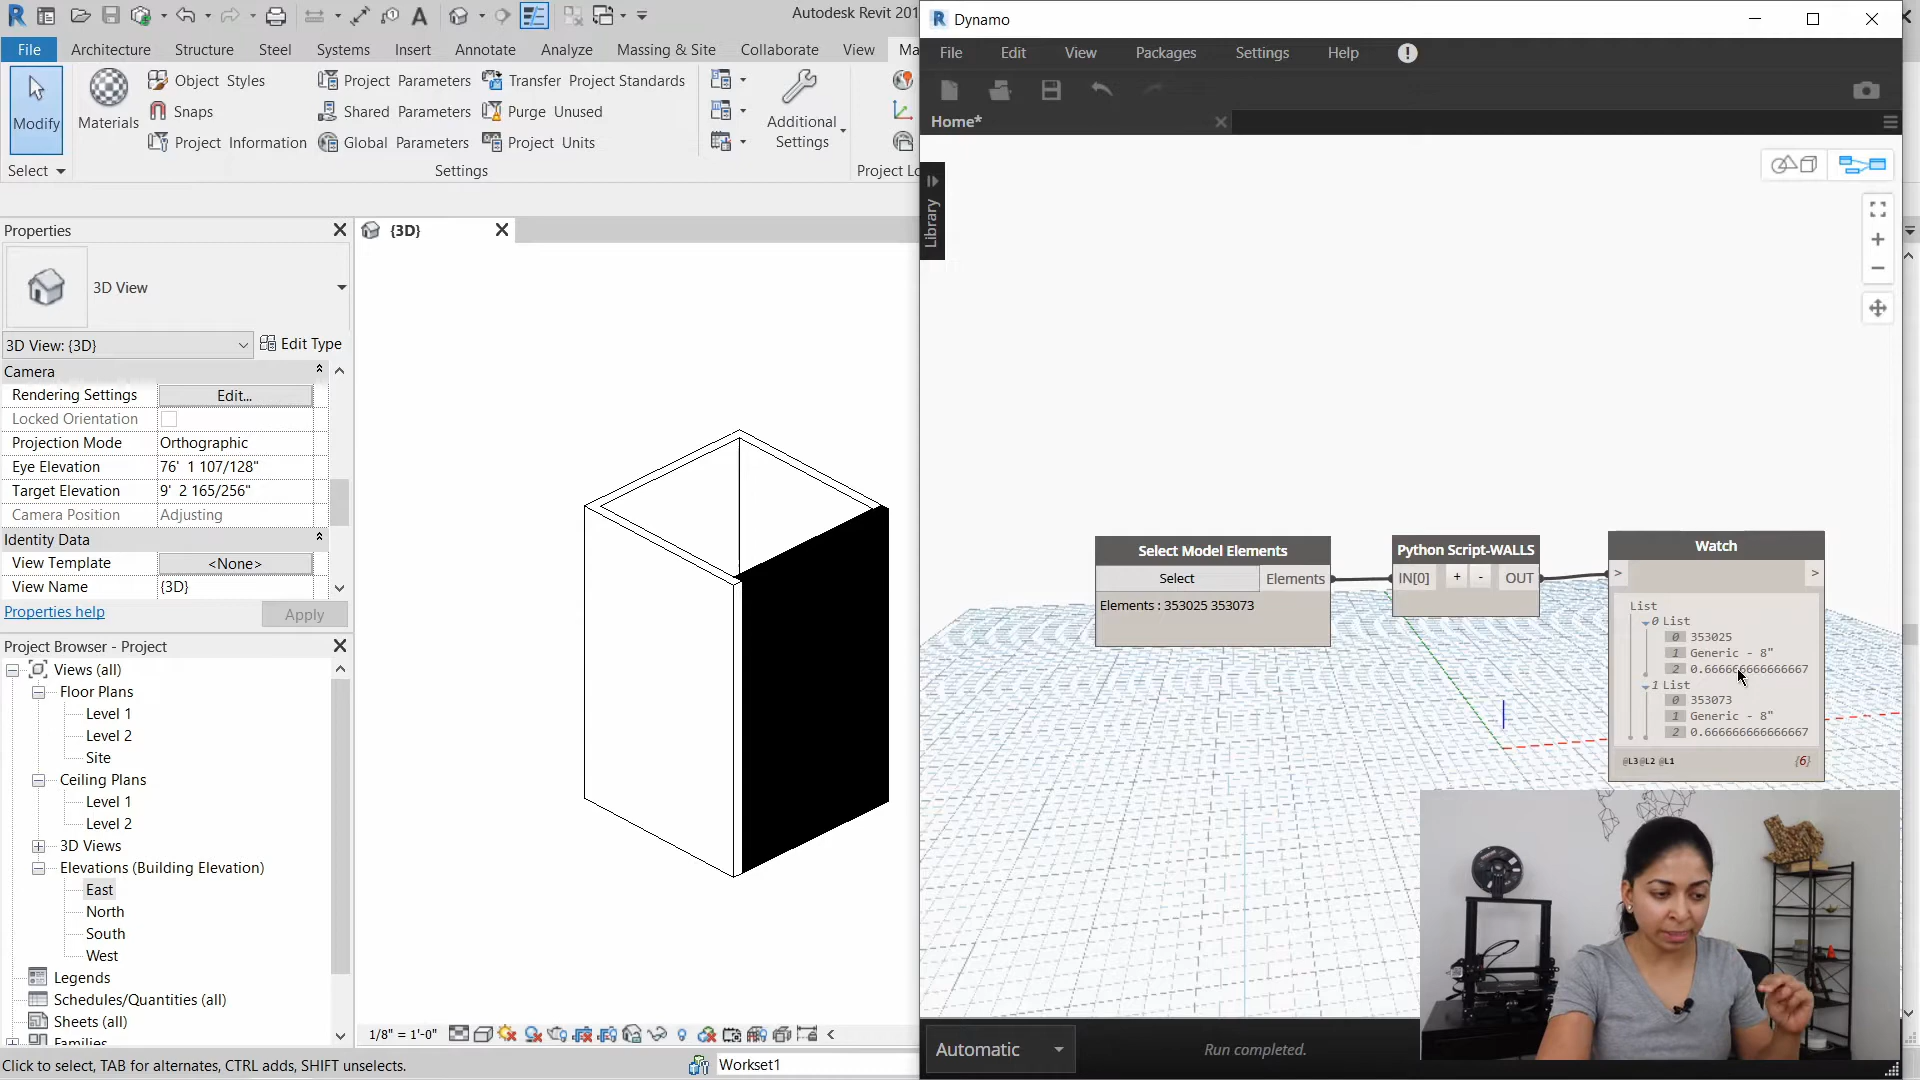 Autodesk Revit 201
File
Architecture
Structure
Steel
Systems
Insert
Annotate
Analyze
Massing & Site
Collaborate
View
Ma
Modify
Materials
Object Styles
Snaps
Project Information
Project Parameters
Shared Parameters
Global Parameters
Transfer Project Standards
Purge Unused
Project Units
Additional
Settings
Select
Settings
Project Lo
Properties
3D View
3D View: {3D}
Edit Type
Camera
Rendering Settings Edit...
Locked Orientation
Projection Mode Orthographic
Eye Elevation 76' 1 107/128"
Target Elevation 9' 2 165/256"
Camera Position Adjusting
Identity Data
View Template <None>
View Name {3D}
Properties help
Apply
Project Browser - Project
Views (all)
Floor Plans
Level 1
Level 2
Site
Ceiling Plans
Level 1
Level 2
3D Views
Elevations (Building Elevation)
East
North
South
West
Legends
Schedules/Quantities (all)
Sheets (all)
Families
{3D}
1/8" = 1'-0"
Click to select, TAB for alternates, CTRL adds, SHIFT unselects.
Workset1
Dynamo
File
Edit
View
Packages
Settings
Help
Home*
Library
Select Model Elements
Select
Elements
Elements : 353025 353073
Python Script-WALLS
IN[0] + - OUT
Watch
> >
List
0 List
0 353025
1 Generic - 8"
2 0.666666666666667
1 List
0 353073
1 Generic - 8"
2 0.666666666666667
@L3 @L2 @L1
{6}
Automatic
Run completed.